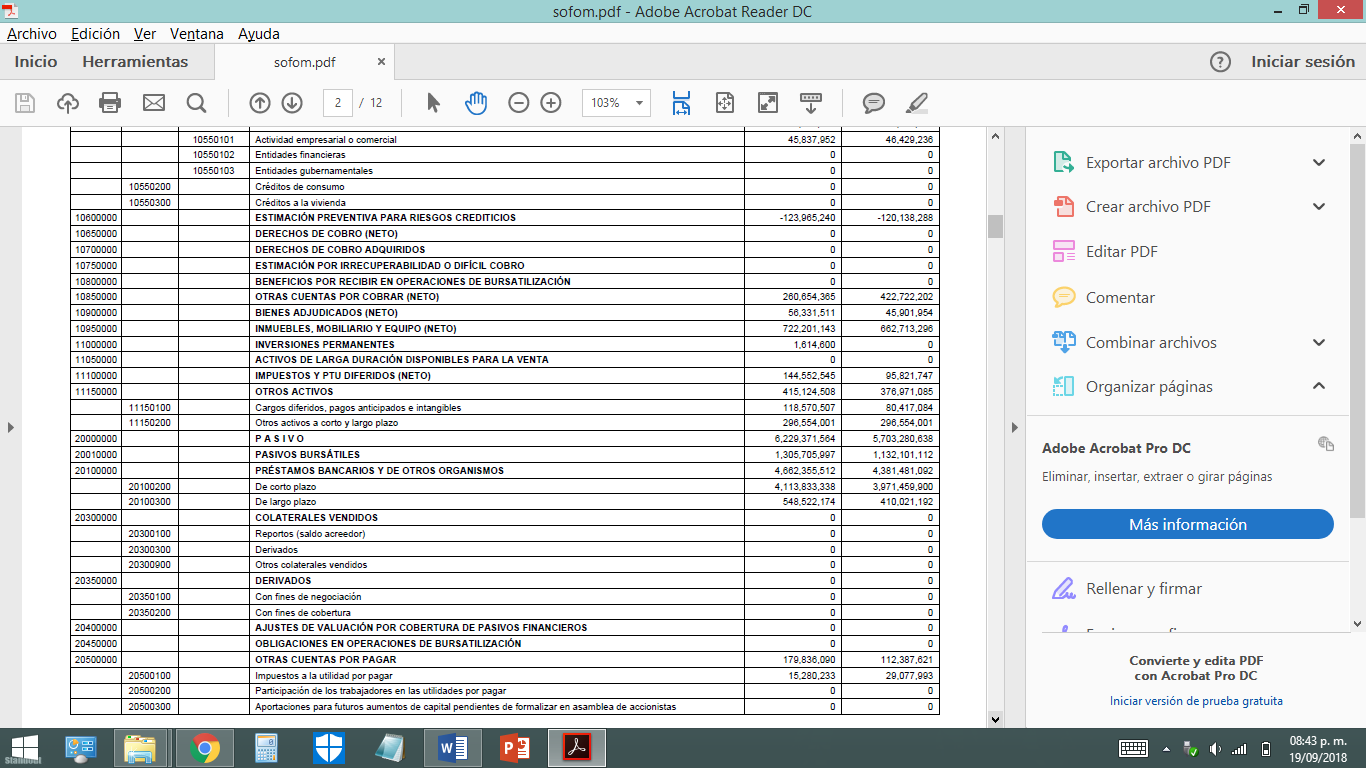 sofom.pdf - Adobe Acrobat Reader DC
Archivo Edición Ver Ventana Ayuda
Inicio Herramientas sofom.pdf × Iniciar sesión
2 / 12 103%
10550101 Actividad empresarial o comercial 45,837,952 46,429,236
10550102 Entidades financieras 0 0
10550103 Entidades gubernamentales 0 0
10550200 Créditos de consumo 0 0
10550300 Créditos a la vivienda 0 0
10600000 ESTIMACIÓN PREVENTIVA PARA RIESGOS CREDITICIOS -123,965,240 -120,138,288
10650000 DERECHOS DE COBRO (NETO) 0 0
10700000 DERECHOS DE COBRO ADQUIRIDOS 0 0
10750000 ESTIMACIÓN POR IRRECUPERABILIDAD O DIFÍCIL COBRO 0 0
10800000 BENEFICIOS POR RECIBIR EN OPERACIONES DE BURSATILIZACIÓN 0 0
10850000 OTRAS CUENTAS POR COBRAR (NETO) 260,654,365 422,722,202
10900000 BIENES ADJUDICADOS (NETO) 56,331,511 45,901,954
10950000 INMUEBLES, MOBILIARIO Y EQUIPO (NETO) 722,201,143 662,713,296
11000000 INVERSIONES PERMANENTES 1,614,600 0
11050000 ACTIVOS DE LARGA DURACIÓN DISPONIBLES PARA LA VENTA 0 0
11100000 IMPUESTOS Y PTU DIFERIDOS (NETO) 144,552,545 95,821,747
11150000 OTROS ACTIVOS 415,124,508 376,971,085
11150100 Cargos diferidos, pagos anticipados e intangibles 118,570,507 80,417,084
11150200 Otros activos a corto y largo plazo 296,554,001 296,554,001
20000000 P A S I V O 6,229,371,564 5,703,280,638
20010000 PASIVOS BURSÁTILES 1,305,705,997 1,132,101,112
20100000 PRÉSTAMOS BANCARIOS Y DE OTROS ORGANISMOS 4,662,355,512 4,381,481,092
20100200 De corto plazo 4,113,833,338 3,971,459,900
20100300 De largo plazo 548,522,174 410,021,192
20300000 COLATERALES VENDIDOS 0 0
20300100 Reportos (saldo acreedor) 0 0
20300300 Derivados 0 0
20300900 Otros colaterales vendidos 0 0
20350000 DERIVADOS 0 0
20350100 Con fines de negociación 0 0
20350200 Con fines de cobertura 0 0
20400000 AJUSTES DE VALUACIÓN POR COBERTURA DE PASIVOS FINANCIEROS 0 0
20450000 OBLIGACIONES EN OPERACIONES DE BURSATILIZACIÓN 0 0
20500000 OTRAS CUENTAS POR PAGAR 179,836,090 112,387,621
20500100 Impuestos a la utilidad por pagar 15,280,233 29,077,993
20500200 Participación de los trabajadores en las utilidades por pagar 0 0
20500300 Aportaciones para futuros aumentos de capital pendientes de formalizar en asamblea de accionistas 0 0
Exportar archivo PDF
Crear archivo PDF
Editar PDF
Comentar
Combinar archivos
Organizar páginas
Adobe Acrobat Pro DC
Eliminar, insertar, extraer o girar páginas
Más información
Rellenar y firmar
Convierte y edita PDF
con Acrobat Pro DC
Iniciar versión de prueba gratuita
08:43 p. m.
19/09/2018